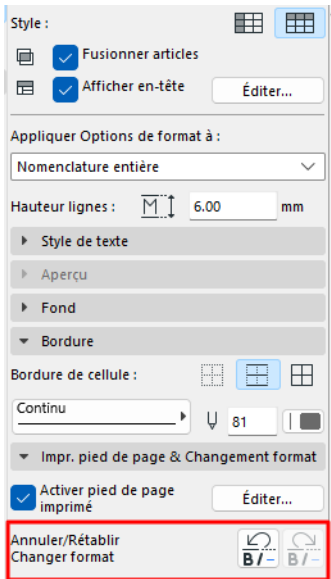 Style :
Fusionner articles
Afficher en-tête
Éditer...
Appliquer Options de format à :
Nomenclature entière
Hauteur lignes : M 6.00 mm
Style de texte
Aperçu
Fond
Bordure
Bordure de cellule :
Continu
81
Impr. pied de page & Changement format
Activer pied de page
imprimé
Éditer...
Annuler/Rétablir
Changer format
B/- B/-